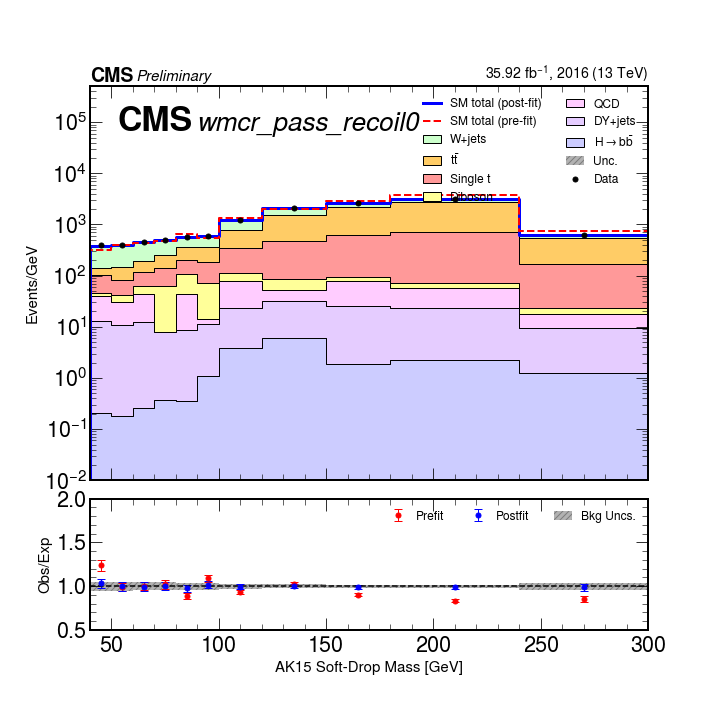 CMS Preliminary 35.92 fb⁻¹, 2016 (13 TeV)
CMS wmcr_pass_recoil0
SM total (post-fit)
SM total (pre-fit)
W+jets
tt̄
Single t
Diboson
QCD
DY+jets
H→bb̄
Unc.
Data
Events/GeV
10⁵
10⁴
10³
10²
10¹
10⁰
10⁻¹
10⁻²
Prefit Postfit Bkg Uncs.
Obs/Exp
2.0
1.5
1.0
0.5
50 100 150 200 250 300
AK15 Soft-Drop Mass [GeV]